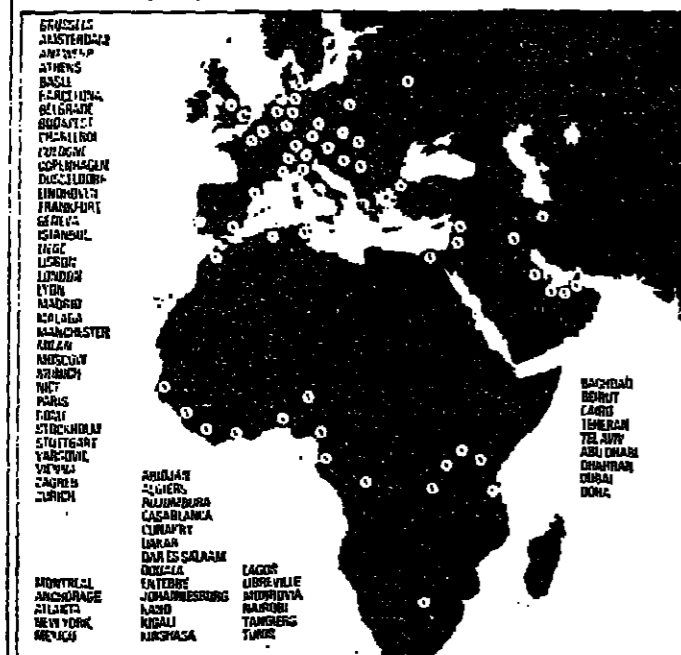 BRUSSELS
AMSTERDAM
ANTWERP
ATHENS
BASLE
BARCELONA
BELGRADE
BUDAPEST
CHARLEROI
COLOGNE
COPENHAGEN
DUSSELDORF
EINDHOVEN
FRANKFURT
GENEVA
ISTANBUL
LIEGE
LISBON
LONDON
LYON
MADRID
MALAGA
MANCHESTER
MILAN
MOSCOW
MUNICH
NICE
PARIS
ROME
STOCKHOLM
STUTTGART
VARSOVIE
VIENNA
ZAGREB
ZURICH
MONTREAL
ANCHORAGE
ATLANTA
NEW YORK
MEXICO
ABIDJAN
ALGIERS
BUJUMBURA
CASABLANCA
CONAKRY
DAKAR
DAR ES SALAAM
DOUALA
ENTEBBE
JOHANNESBURG
KANO
KIGALI
KINSHASA
LAGOS
LIBREVILLE
MONROVIA
NAIROBI
TANGIERS
TUNIS
BAGHDAD
BEIRUT
CAIRO
TEHERAN
TEL AVIV
ABU DHABI
DHAHRAN
DUBAI
DOHA